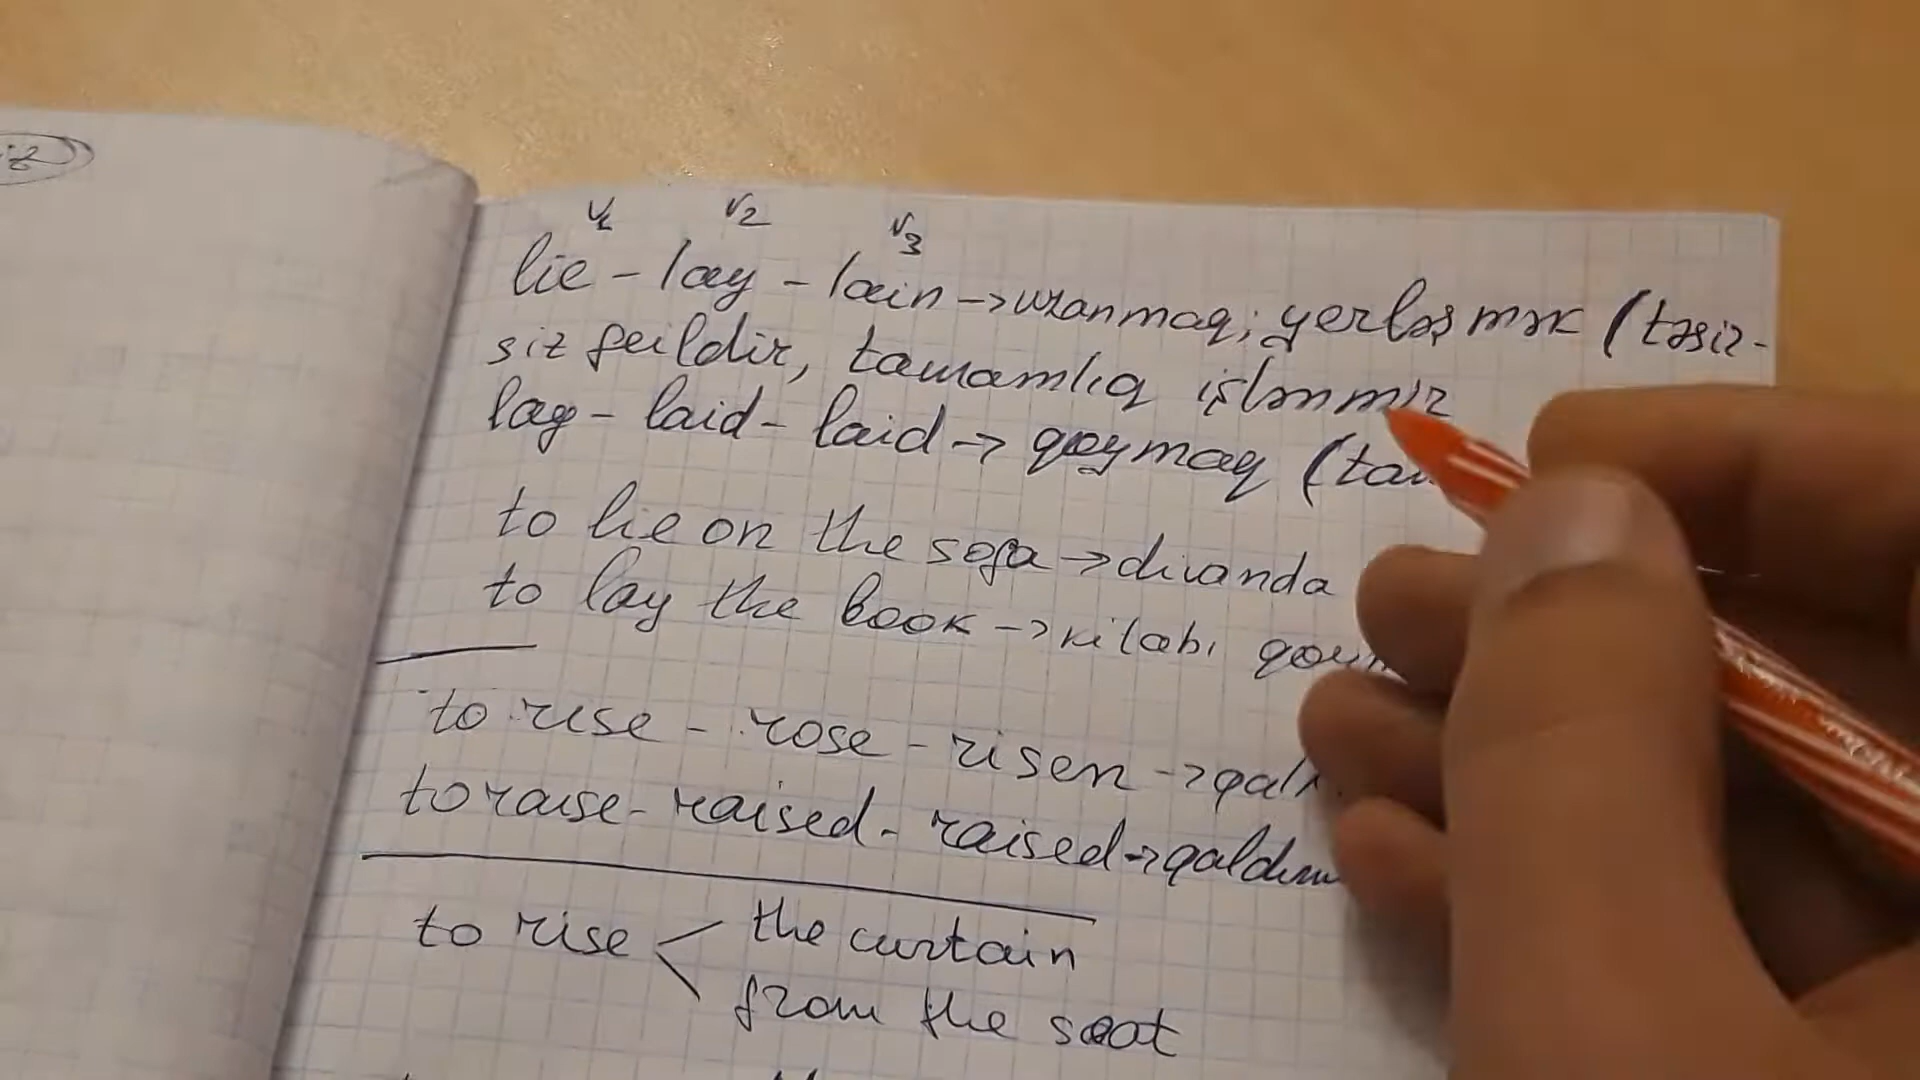 V1 V2 V3
lie - lay - lain → uzanmaq; yerləşmək (təsir-
siz feildir, tamamlıq işlənmir
lay - laid - laid → qoymaq (ta
to lie on the sofa → divanda
to lay the book → kitabı
to rise - rose - risen →
to raise - raised - raised →
to rise < the curtain
from the seat